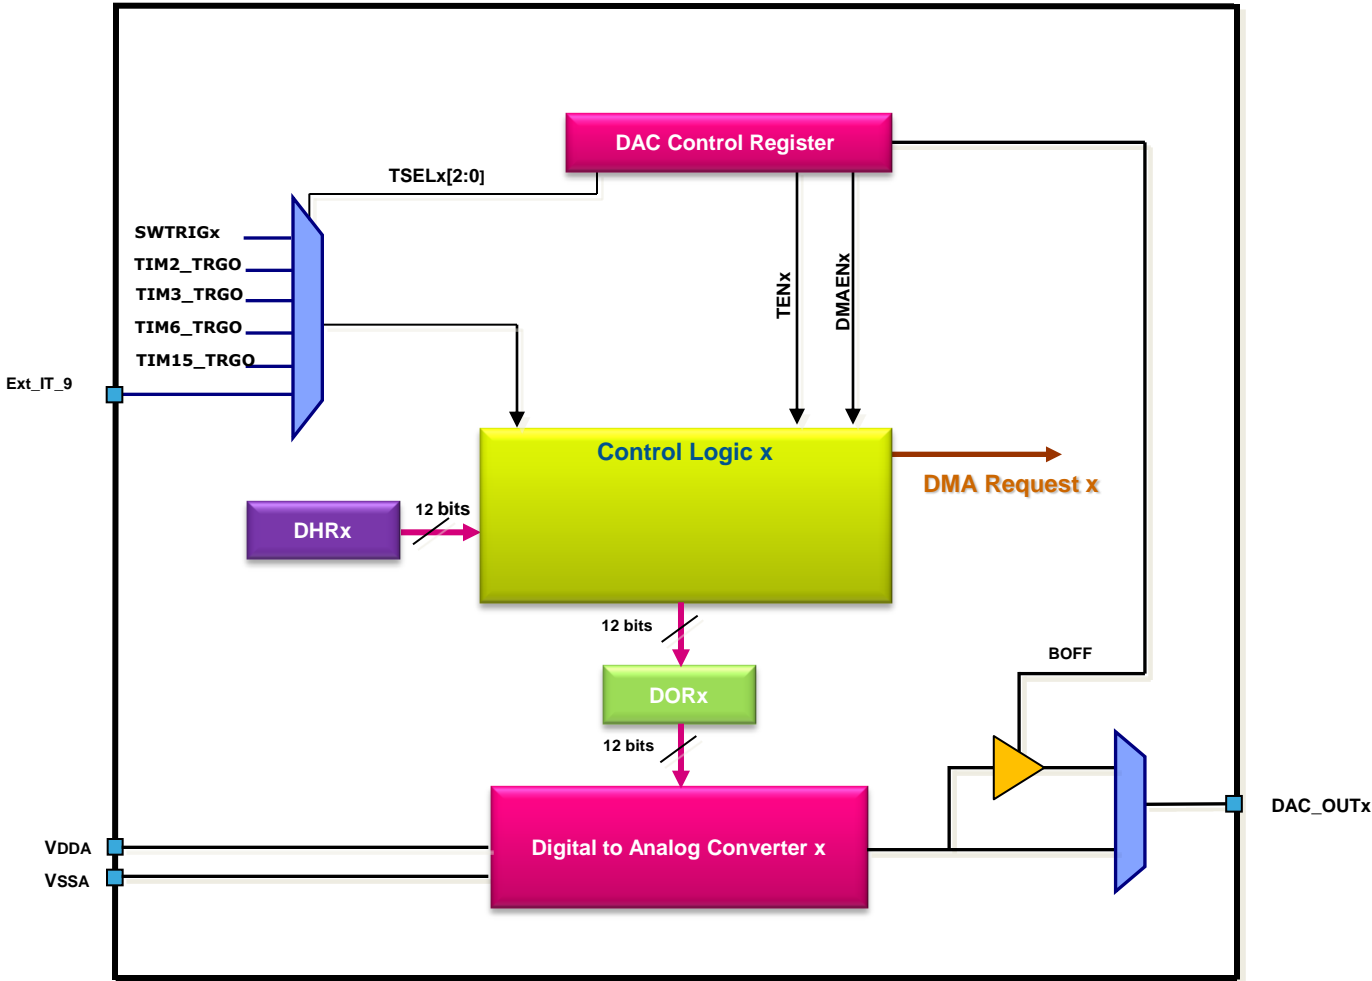 DAC Control Register
TSELx[2:0]
SWTRIGx
TIM2_TRGO
TIM3_TRGO
TIM6_TRGO
TIM15_TRGO
Ext_IT_9
TENx
DMAENx
Control Logic x
DMA Request x
12 bits
DHRx
12 bits
BOFF
DORx
12 bits
DAC_OUTx
VDDA
Digital to Analog Converter x
VSSA